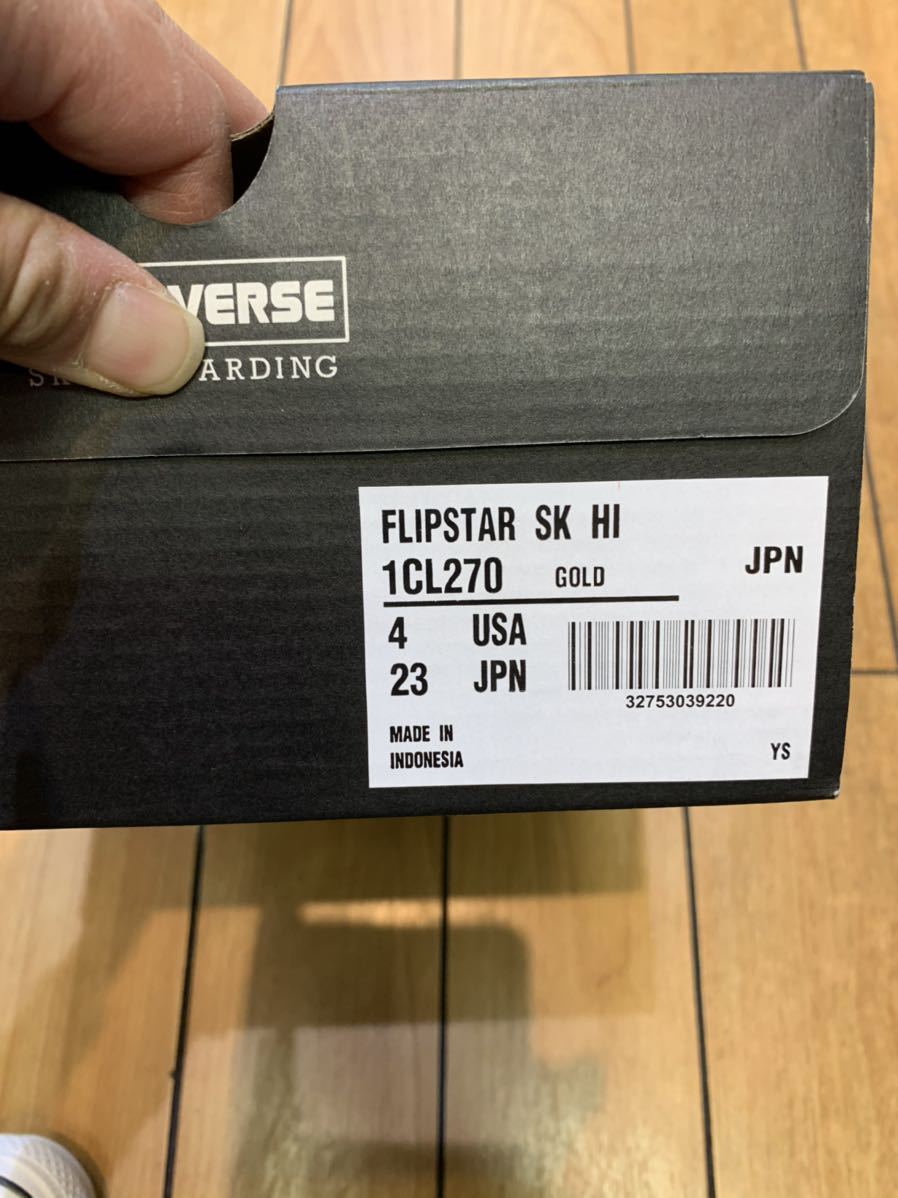 VERSE
ARDING
FLIPSTAR SK HI
1CL270 GOLD JPN
4 USA
23 JPN
32753039220
MADE IN
INDONESIA
YS